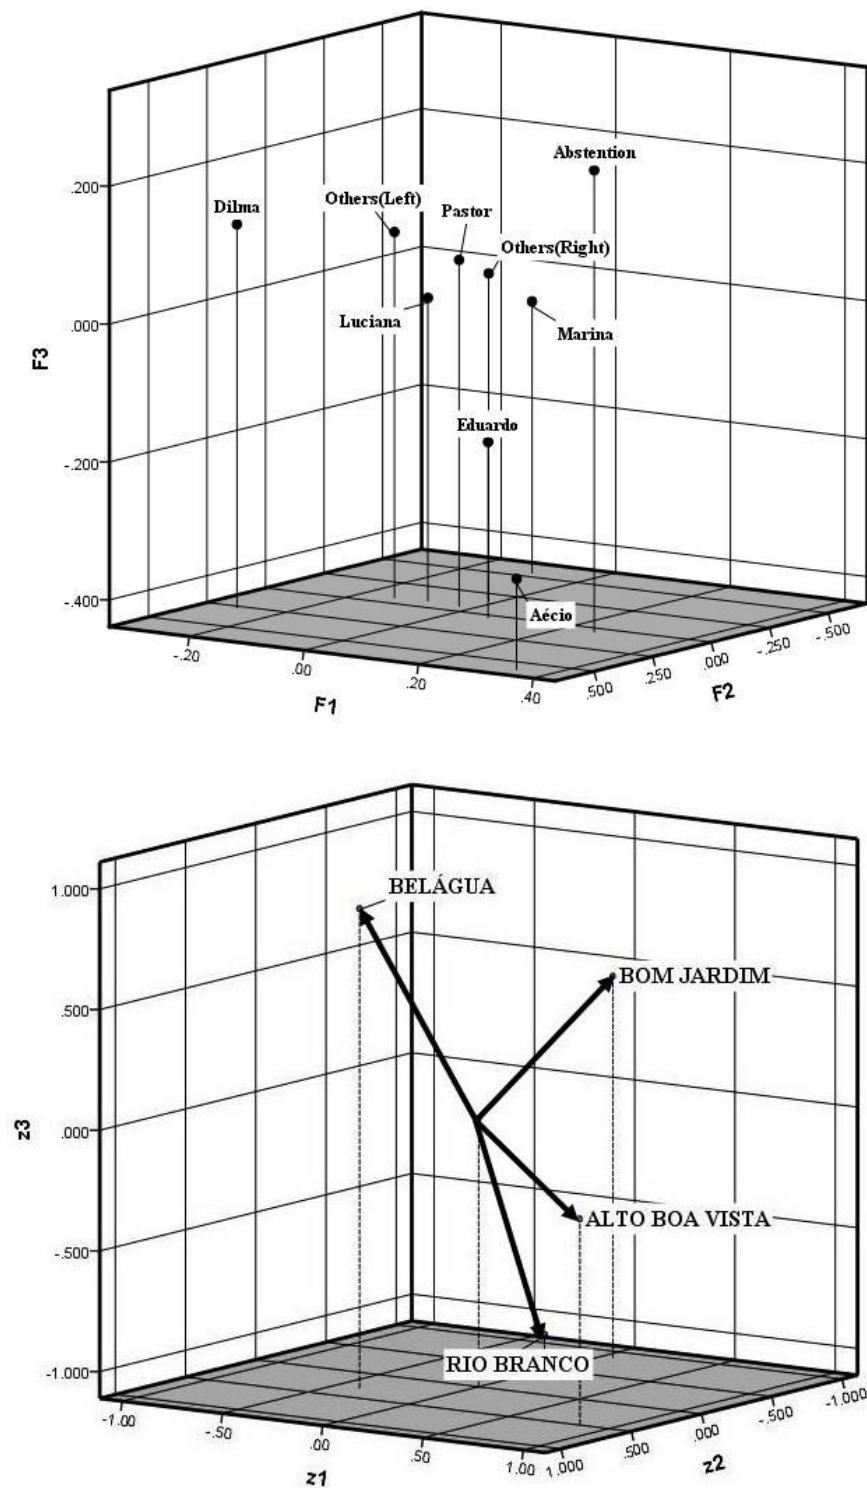 Abstention
Others(Left)
Dilma
Pastor
.200
Others(Right)
Luciana
.000
Marina
F3
Eduardo
-.200
-.400
Aécio
-.20
.00
.20
.40
F1
.500
.250
.000
-.250
-.500
F2
1.000
BELÁGUA
BOM JARDIM
.500
z3
.000
ALTO BOA VISTA
-.500
RIO BRANCO
-1.000
-1.00
-.50
.00
.50
1.00
z1
1.000
.500
.000
-.500
-1.000
z2